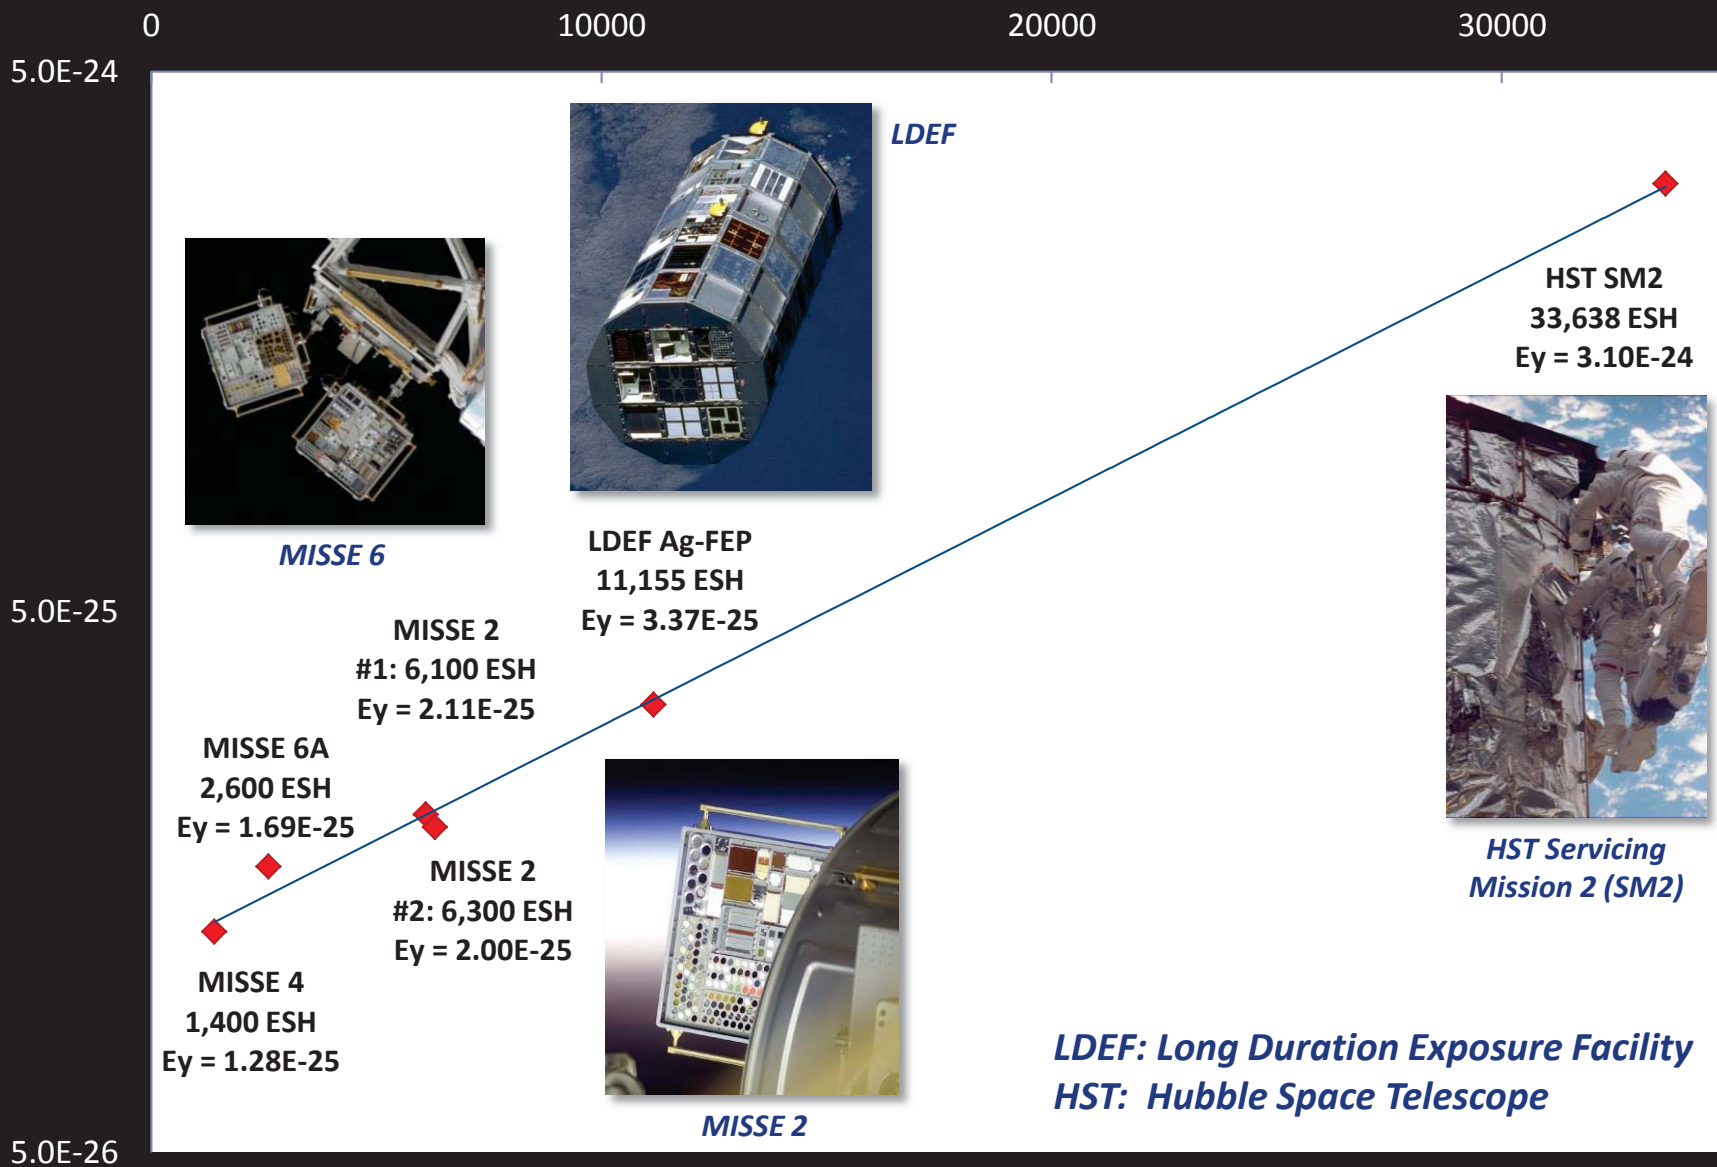 0 10000 20000 30000
5.0E-24
LDEF
HST SM2
33,638 ESH
Ey = 3.10E-24
MISSE 6
LDEF Ag-FEP
11,155 ESH
Ey = 3.37E-25
5.0E-25
MISSE 2
#1: 6,100 ESH
Ey = 2.11E-25
MISSE 6A
2,600 ESH
Ey = 1.69E-25
MISSE 2
#2: 6,300 ESH
Ey = 2.00E-25
HST Servicing
Mission 2 (SM2)
MISSE 4
1,400 ESH
Ey = 1.28E-25
MISSE 2
LDEF: Long Duration Exposure Facility
HST: Hubble Space Telescope
5.0E-26